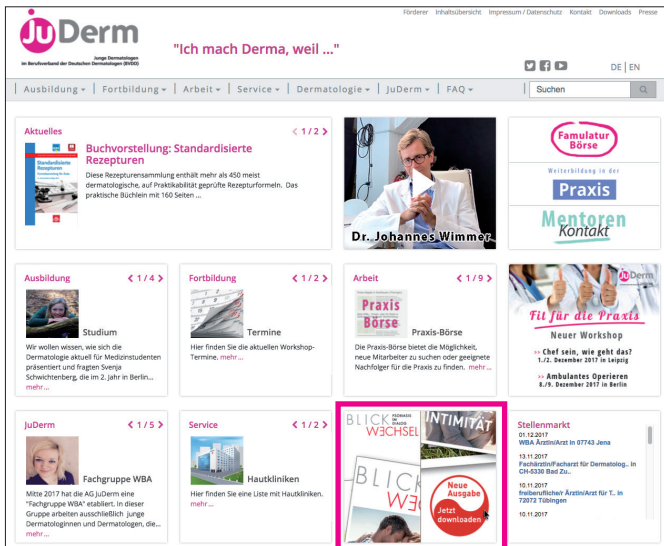 Förderer Inhaltsübersicht Impressum / Datenschutz Kontakt Downloads Presse
JuDerm
Junge Dermatologen
im Berufsverband der Deutschen Dermatologen (BVDD)
"Ich mach Derma, weil ..."
DE | EN
Ausbildung Fortbildung Arbeit Service Dermatologie JuDerm FAQ
Suchen
Aktuelles < 1 / 2 >
Standardisierte
Rezepturen
Buchvorstellung: Standardisierte
Rezepturen
Diese Rezeptursammlung enthält mehr als 450 meist
dermatologische, auf Praktikabilität geprüfte Rezepturformeln. Das
praktische Büchlein mit 160 Seiten ...
Dr. Johannes Wimmer
Famulatur
Börse
Weiterbildung in der
Praxis
Mentoren
Kontakt
Ausbildung < 1 / 4 >
Studium
Wir wollen wissen, wie sich die
Dermatologie aktuell für Medizinstudenten
präsentiert und fragten Svenja
Schwichtenberg, die im 2. Jahr in Berlin...
mehr...
Fortbildung < 1 / 2 >
Termine
Hier finden Sie die aktuellen Workshop-
Termine. mehr...
Arbeit < 1 / 9 >
Praxis
Börse
Praxis-Börse
Die Praxis-Börse bietet die Möglichkeit,
neue Mitarbeiter zu suchen oder geeignete
Nachfolger für die Praxis zu finden. mehr...
JuDerm
Fit für die Praxis
Neuer Workshop
>> Chef sein, wie geht das?
1./2. Dezember 2017 in Leipzig
>> Ambulantes Operieren
8./9. Dezember 2017 in Berlin
JuDerm < 1 / 5 >
Fachgruppe WBA
Mitte 2017 hat die AG JuDerm eine
"Fachgruppe WBA" etabliert. In dieser
Gruppe arbeiten ausschließlich junge
Dermatologinnen und Dermatologen, die...
mehr...
Service < 1 / 2 >
Hautkliniken
Hier finden Sie eine Liste mit Hautkliniken.
mehr...
BLICK PSORIASIS IM DIALOG
WECHSEL
INTIMITÄT
BLICK
WE
Neue
Ausgabe
Jetzt
downloaden
Stellenmarkt
01.12.2017
WBA Ärztin/Arzt in 07743 Jena
13.11.2017
Fachärztin/Facharzt für Dermatolog.. in
CH-5330 Bad Zu..
10.11.2017
freiberufliche/r Ärztin/Arzt für T.. in
72072 Tübingen
10.11.2017